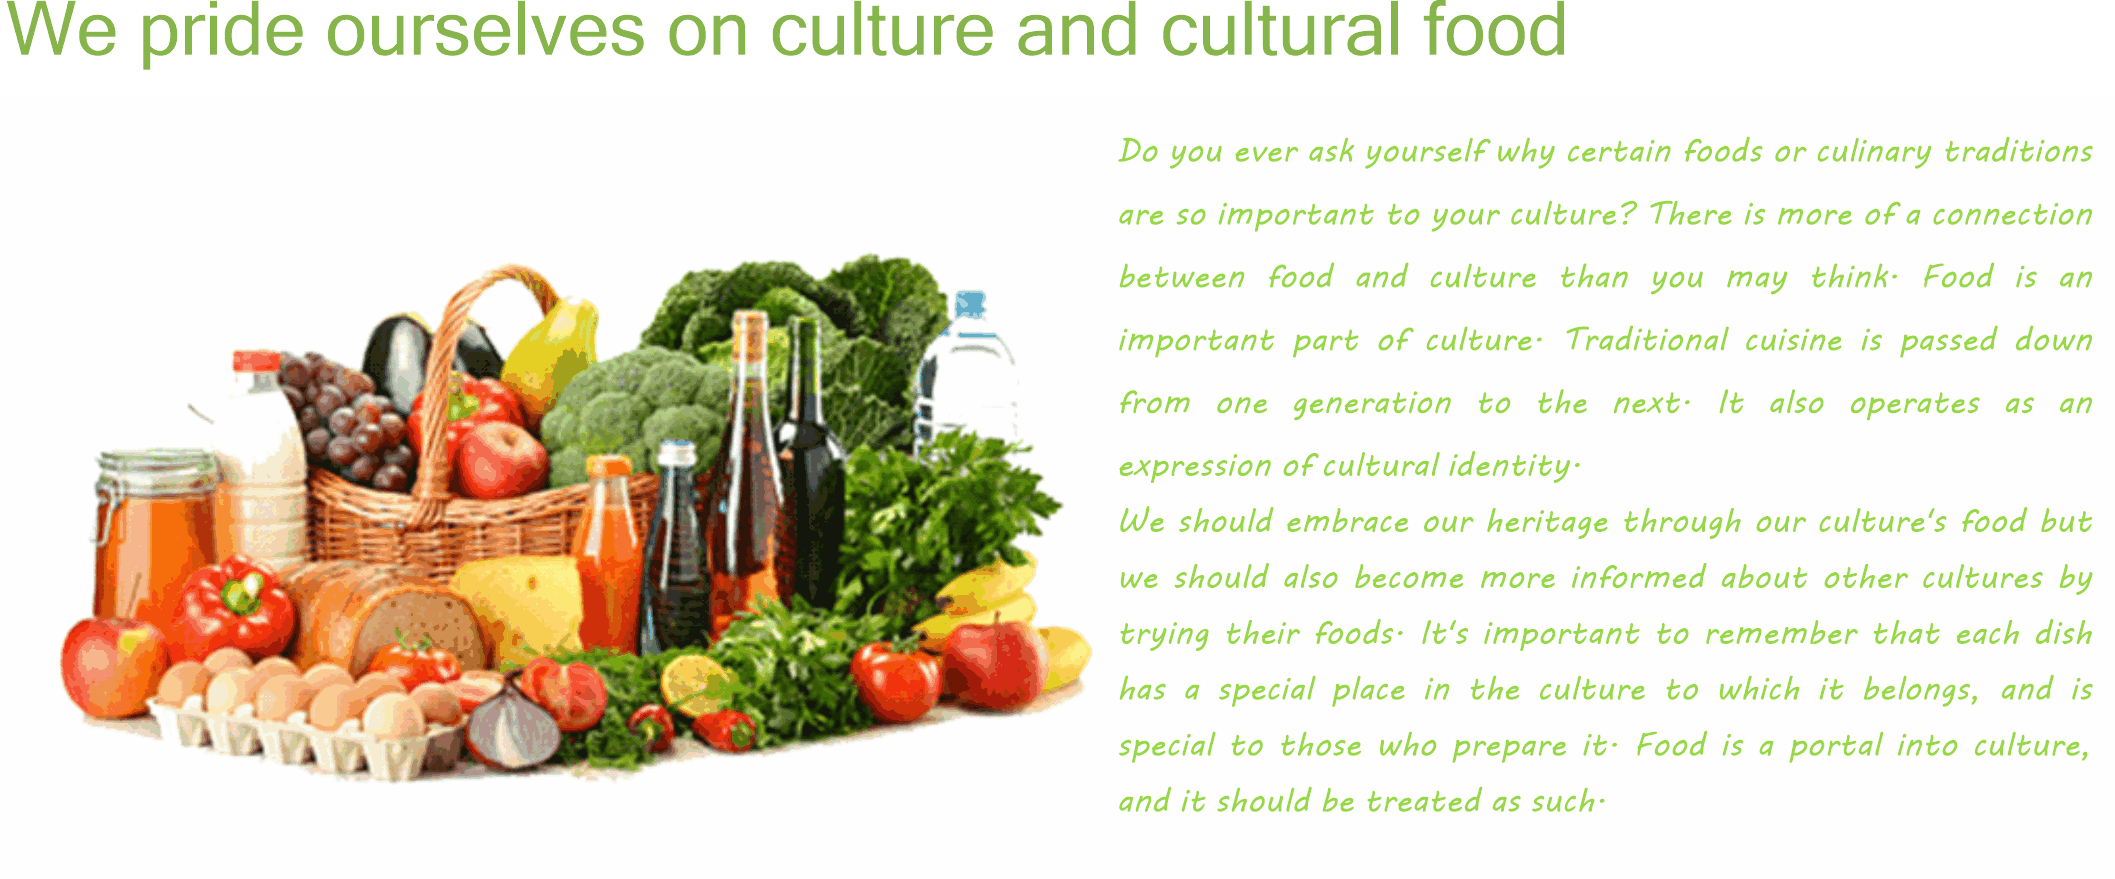 We pride ourselves on culture and cultural food
Do you ever ask yourself why certain foods or culinary traditions
are so important to your culture? There is more of a connection
between food and culture than you may think. Food is an
important part of culture. Traditional cuisine is passed down
from one generation to the next. It also operates as an
expression of cultural identity.
We should embrace our heritage through our culture's food but
we should also become more informed about other cultures by
trying their foods. It's important to remember that each dish
has a special place in the culture to which it belongs, and is
special to those who prepare it. Food is a portal into culture,
and it should be treated as such.